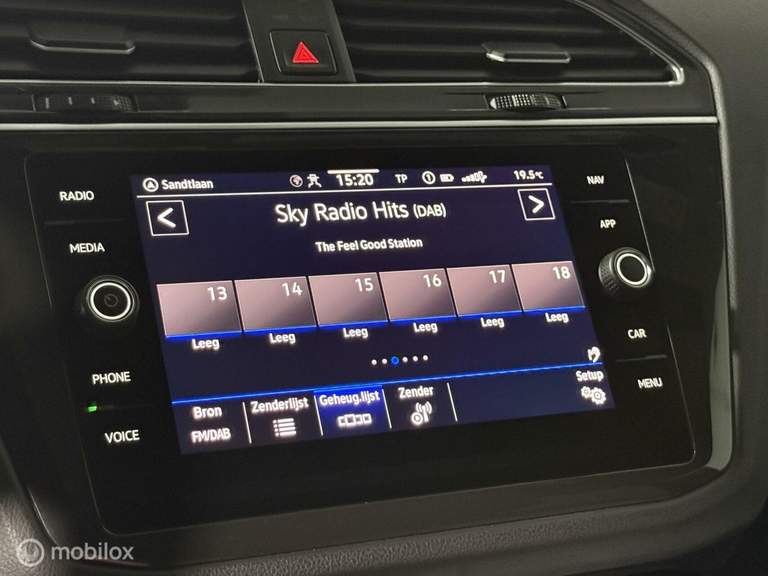 Sandtlaan 15:20 TP 1 19.5°C
RADIO
MEDIA
PHONE
VOICE
Sky Radio Hits (DAB)
The Feel Good Station
13 14 15 16 17 18
Leeg Leeg Leeg Leeg Leeg Leeg
Bron
FM/DAB
Zenderlijst
Geheug.lijst
Zender
Setup
NAV
APP
CAR
MENU
mobilox